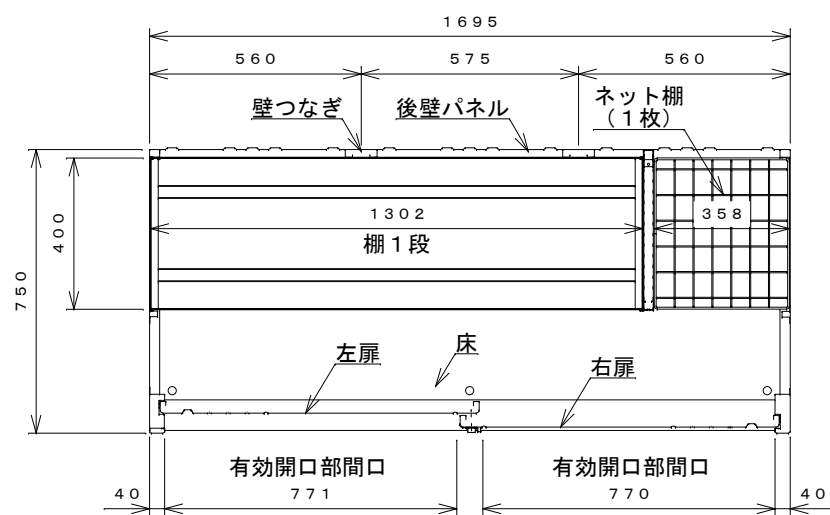 1695
560 575 560
壁つなぎ 後壁パネル ネット棚
(1枚)
1302 358
棚1段
400
750
左扉 床 右扉
有効開口部間口 有効開口部間口
40 771 770 40